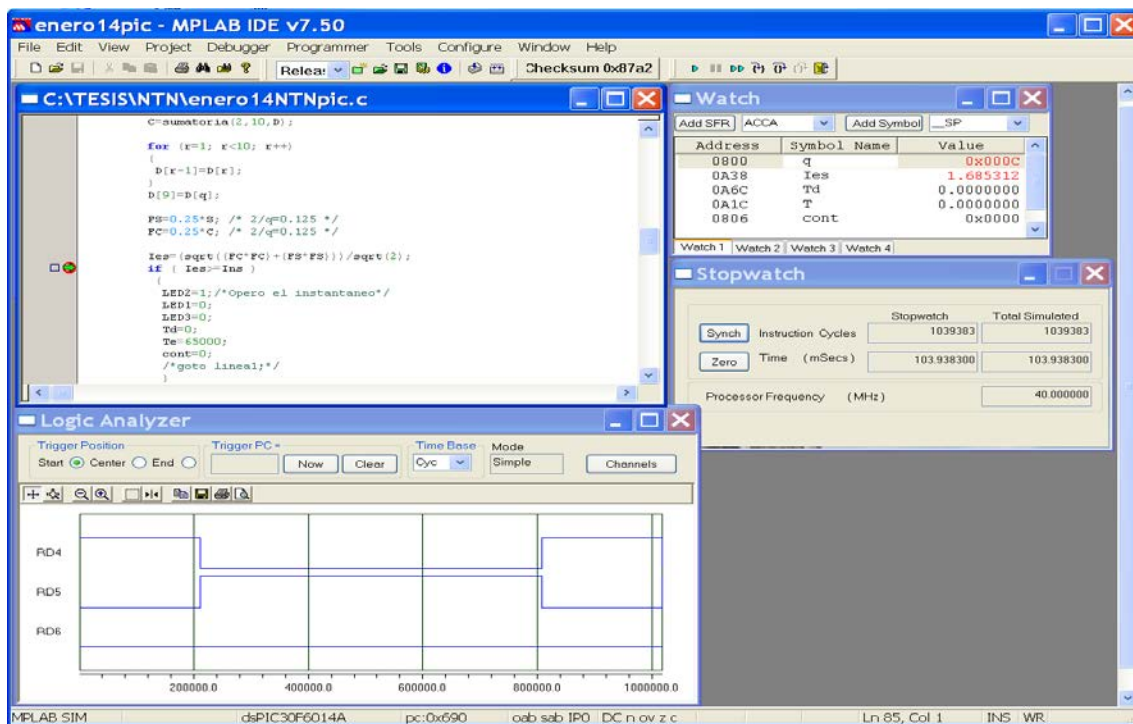 enero14pic - MPLAB IDE v7.50
File Edit View Project Debugger Programmer Tools Configure Window Help
Checksum 0x87a2
C:\TESIS\NTN\enero14NTNpic.c
C=sumatoria(2,10,D);
for (r=1; r<10; r++)
{
D[r-1]=D[r];
}
D[9]=D[q];
FS=0.25*S; /* 2/q=0.125 */
FC=0.25*C; /* 2/q=0.125 */
Ies=(sqrt((FC*FC)+(FS*FS)))/sqrt(2);
if ( Ies>=Ins )
{
LED2=1;/*Opero el instantaneo*/
LED1=0;
LED3=0;
Td=0;
Te=65000;
cont=0;
/*goto linea1;*/
}
Watch
Add SFR ACCA Add Symbol __SP
Address Symbol Name Value
0800 q 0x000C
0A38 Ies 1.685312
0A6C Td 0.0000000
0A1C T 0.0000000
0806 cont 0x0000
Watch 1 Watch 2 Watch 3 Watch 4
Stopwatch
Stopwatch Total Simulated
Synch Instruction Cycles 1039383 1039383
Zero Time (mSecs) 103.938300 103.938300
Processor Frequency (MHz) 40.000000
Logic Analyzer
Trigger Position Trigger PC = Time Base Mode
Start Center End Now Clear Cyc Simple Channels
RD4
RD5
RD6
200000.0 400000.0 600000.0 800000.0 1000000.0
MPLAB SIM dsPIC30F6014A pc:0x690 oab sab IP0 DC n ov z c Ln 85, Col 1 INS WR